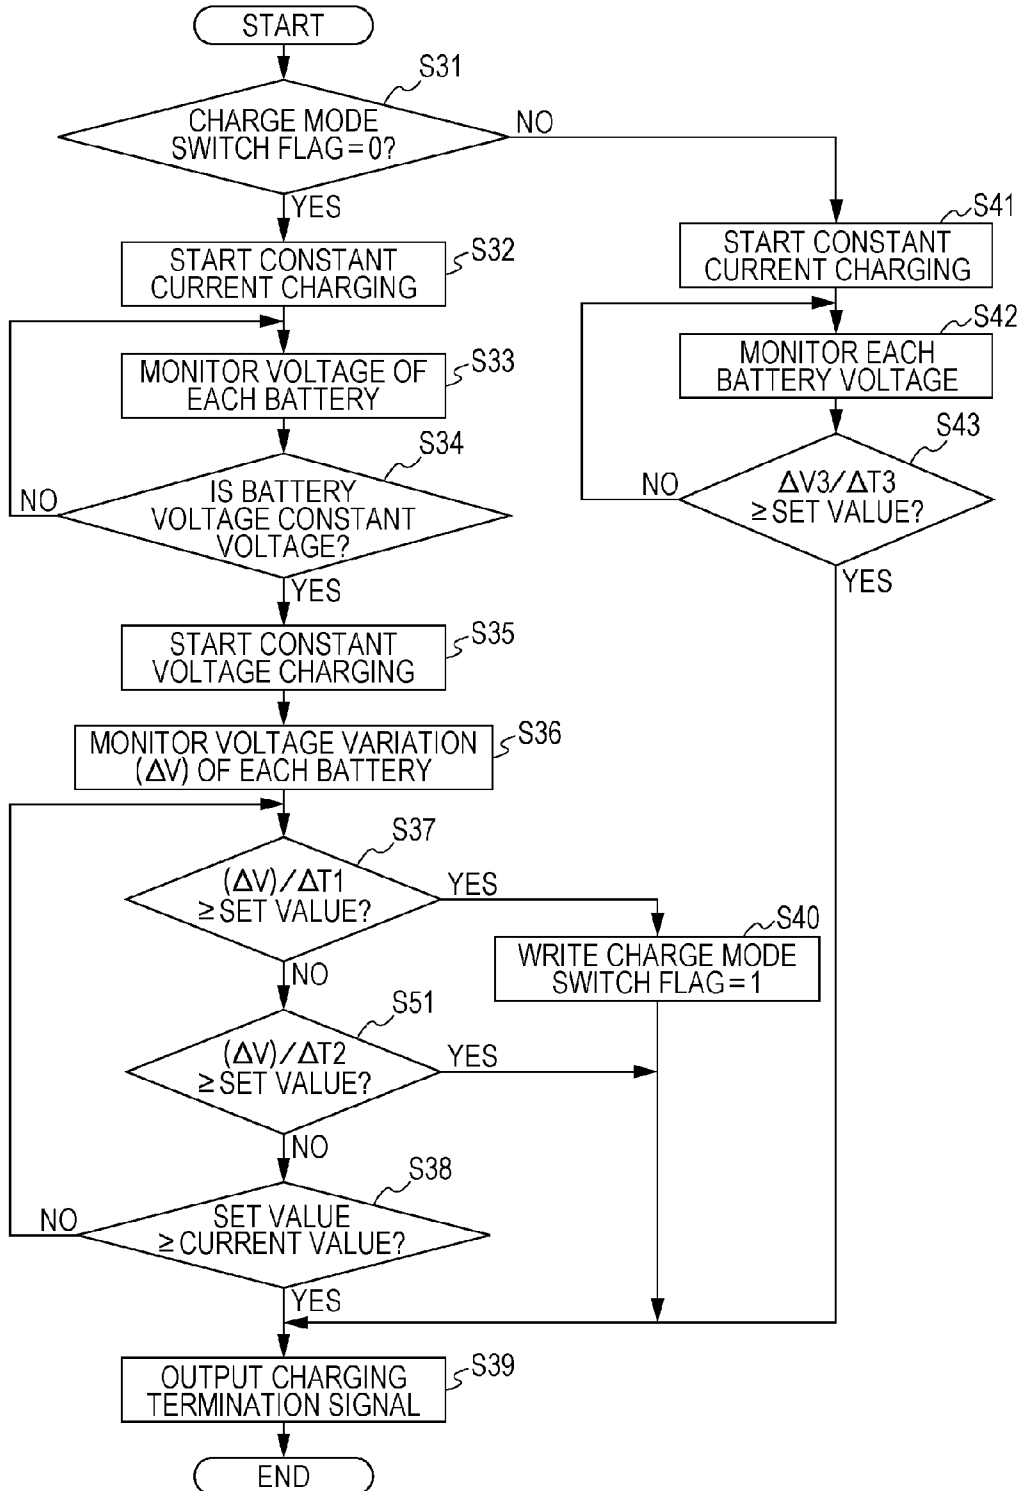 START
S31
CHARGE MODE
SWITCH FLAG=0?
NO
YES
S32
START CONSTANT
CURRENT CHARGING
S33
MONITOR VOLTAGE OF
EACH BATTERY
S34
IS BATTERY
VOLTAGE CONSTANT
VOLTAGE?
NO
YES
S35
START CONSTANT
VOLTAGE CHARGING
S36
MONITOR VOLTAGE VARIATION
(ΔV) OF EACH BATTERY
S37
(ΔV)/ΔT1
≥ SET VALUE?
YES
NO
S40
WRITE CHARGE MODE
SWITCH FLAG=1
S51
(ΔV)/ΔT2
≥ SET VALUE?
YES
NO
S38
SET VALUE
≥ CURRENT VALUE?
NO
YES
S39
OUTPUT CHARGING
TERMINATION SIGNAL
END
S41
START CONSTANT
CURRENT CHARGING
S42
MONITOR EACH
BATTERY VOLTAGE
S43
ΔV3/ΔT3
≥ SET VALUE?
NO
YES